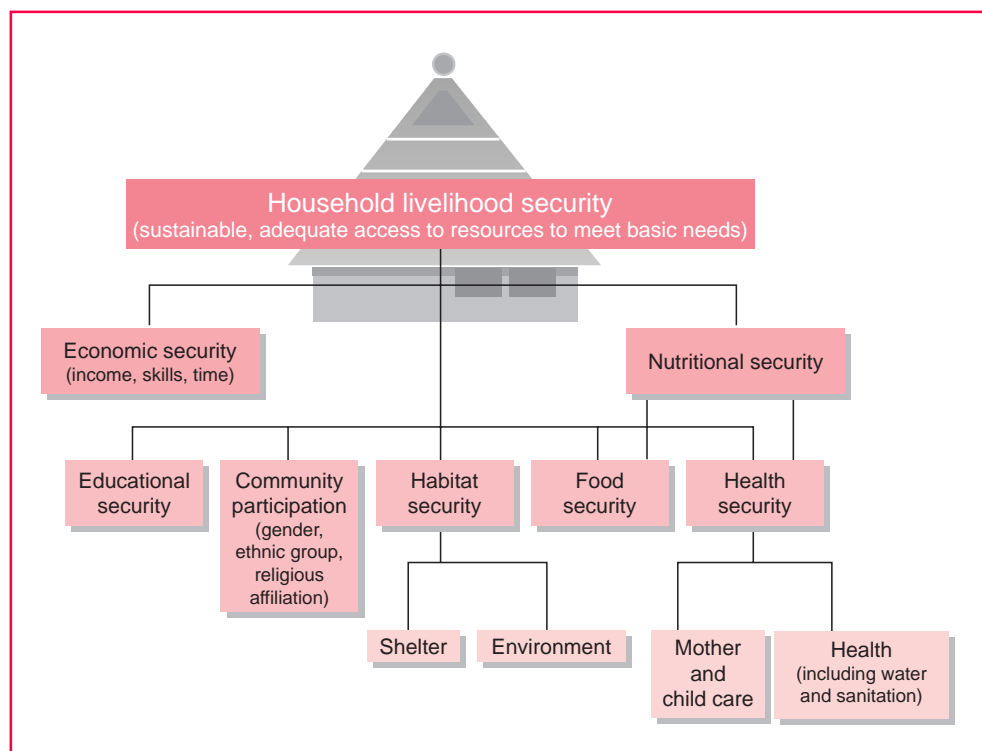 Household livelihood security
(sustainable, adequate access to resources to meet basic needs)
Economic security
(income, skills, time)
Nutritional security
Educational
security
Community
participation
(gender,
ethnic group,
religious
affiliation)
Habitat
security
Food
security
Health
security
Shelter
Environment
Mother
and
child care
Health
(including water
and sanitation)